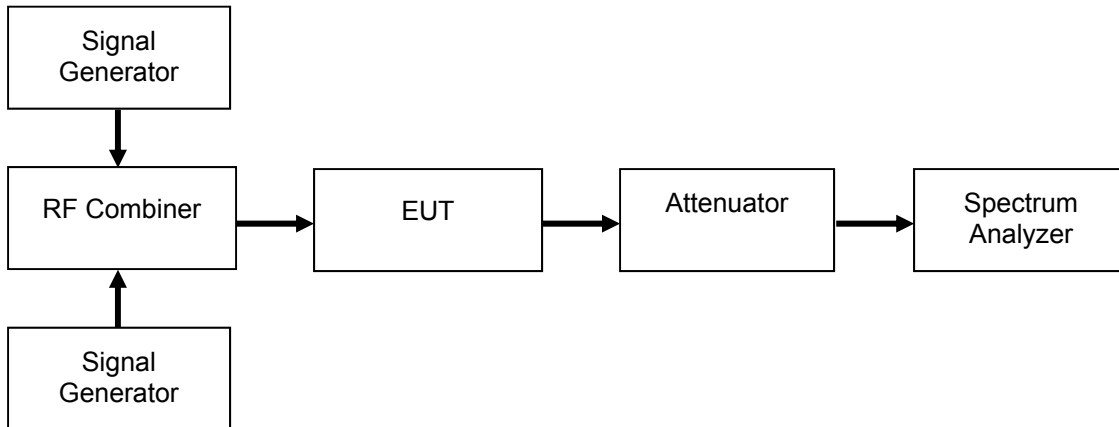 Signal
Generator
RF Combiner
EUT
Attenuator
Spectrum
Analyzer
Signal
Generator